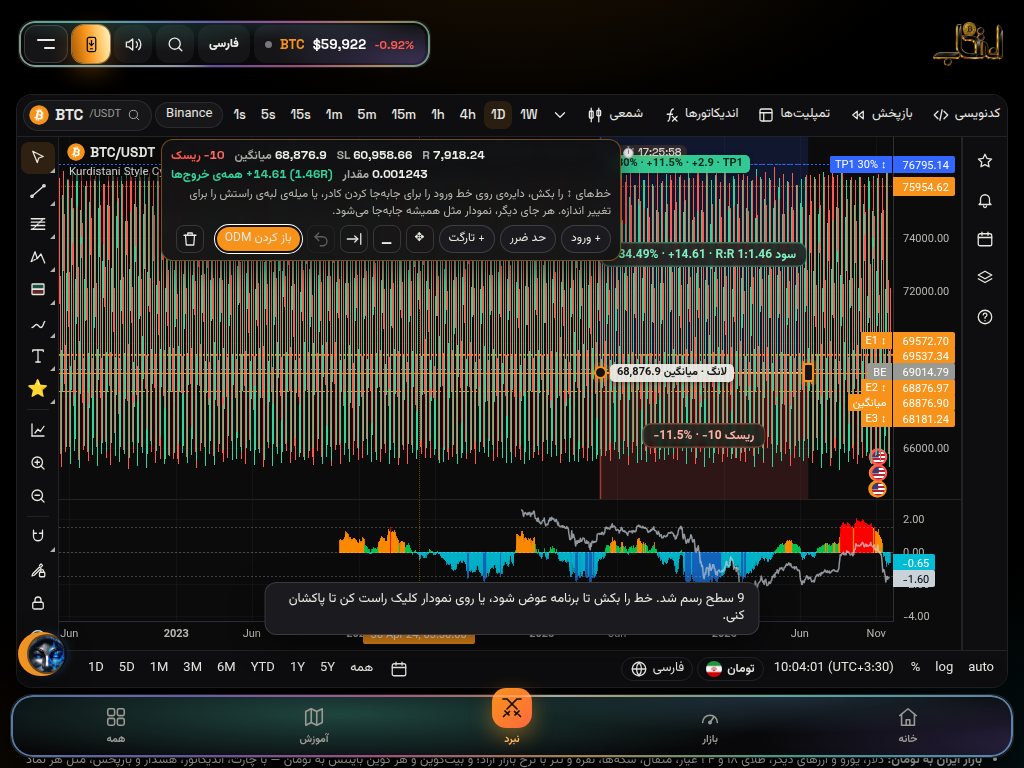 فارسی
BTC $59,922 -0.92%
BTC /USDT
Binance
1s 5s 15s 1m 5m 15m 1h 4h 1D 1W
شمعی
اندیکاتورها
تمپلیت‌ها
بازپخش
کدنویسی
BTC/USDT
Kurdistani Style Cy
ریسک 10− میانگین 68,876.9 SL 60,958.66 R 7,918.24
همه‌ی خروج‌ها +14.61 (1.46R) مقدار 0.001243
خط‌های ↕ را بکش، دایره‌ی روی خط ورود را برای جابه‌جا کردن کادر، یا میله‌ی لبه‌ی راستش را برای
تغییر اندازه. هر جای دیگر، نمودار مثل همیشه جابه‌جا می‌شود.
+ ورود
حد ضرر
+ تارگت
باز کردن ODM
17:25:58
30% · +11.5% · +2.9 · TP1
سود 34.49% · +14.61 · R:R 1:1.46
لانگ · میانگین 68,876.9
ریسک 10− · −11.5%
TP1 30% ↕ 76795.14
75954.62
74000.00
72000.00
E1 ↕ 69572.70
69537.34
BE 69014.79
E2 ↕ 68876.97
میانگین 68876.90
E3 ↕ 68181.24
66000.00
2.00
0.00
−0.65
−1.60
−4.00
9 سطح رسم شد. خط را بکش تا برنامه عوض شود، یا روی نمودار کلیک راست کن تا پاکشان
کنی.
Jun 2023 Jun Jun Nov
1D 5D 1M 3M 6M YTD 1Y 5Y همه
فارسی
تومان
10:04:01 (UTC+3:30)
% log auto
خانه
بازار
نبرد
آموزش
همه